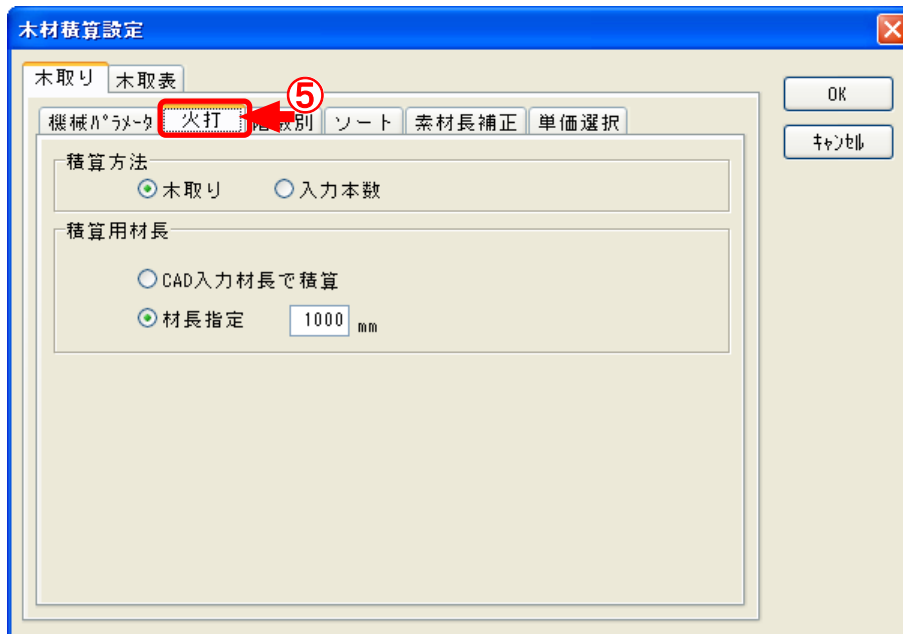 木材積算設定
木取り 木取表
⑤
機械ﾊﾟﾗﾒｰﾀ 火打 階数別 ソート 素材長補正 単価選択
OK
ｷｬﾝｾﾙ
積算方法
木取り 入力本数
積算用材長
CAD入力材長で積算
材長指定 1000 mm